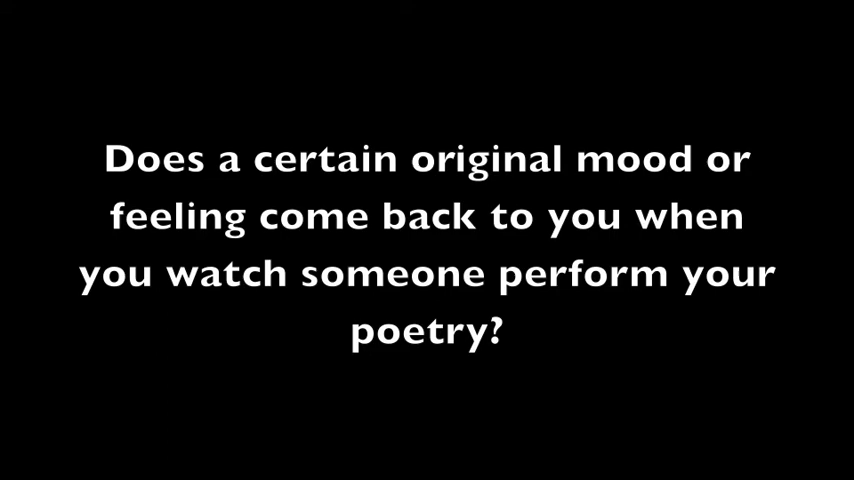 Does a certain original mood or
feeling come back to you when
you watch someone perform your
poetry?